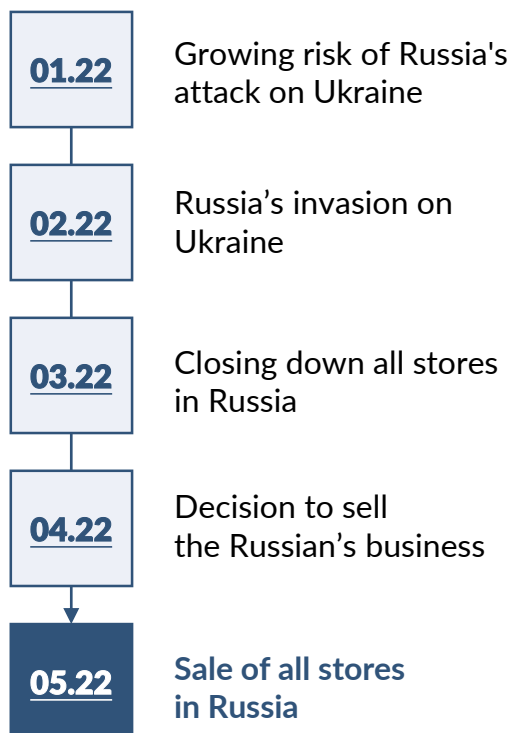 01.22
Growing risk of Russia's
attack on Ukraine
02.22
Russia’s invasion on
Ukraine
03.22
Closing down all stores
in Russia
04.22
Decision to sell
the Russian’s business
05.22
Sale of all stores
in Russia